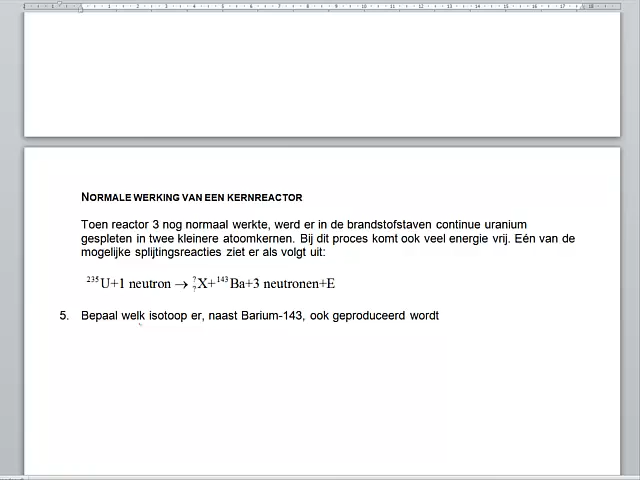 NORMALE WERKING VAN EEN KERNREACTOR
Toen reactor 3 nog normaal werkte, werd er in de brandstofstaven continue uranium
gespleten in twee kleinere atoomkernen. Bij dit proces komt ook veel energie vrij. Eén van de
mogelijke splijtingsreacties ziet er als volgt uit:
²³⁵U+1 neutron → ??X+¹⁴³Ba+3 neutronen+E
5. Bepaal welk isotoop er, naast Barium-143, ook geproduceerd wordt